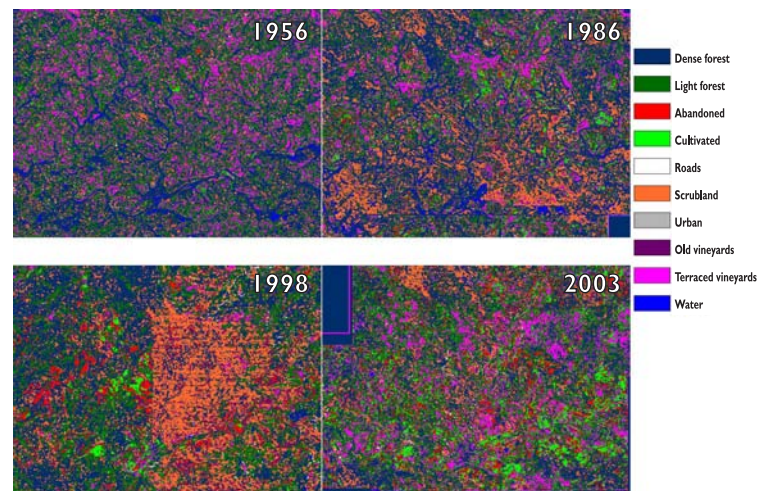 1956
1986
Dense forest
Light forest
Abandoned
Cultivated
Roads
Scrubland
Urban
Old vineyards
Terraced vineyards
Water
1998
2003